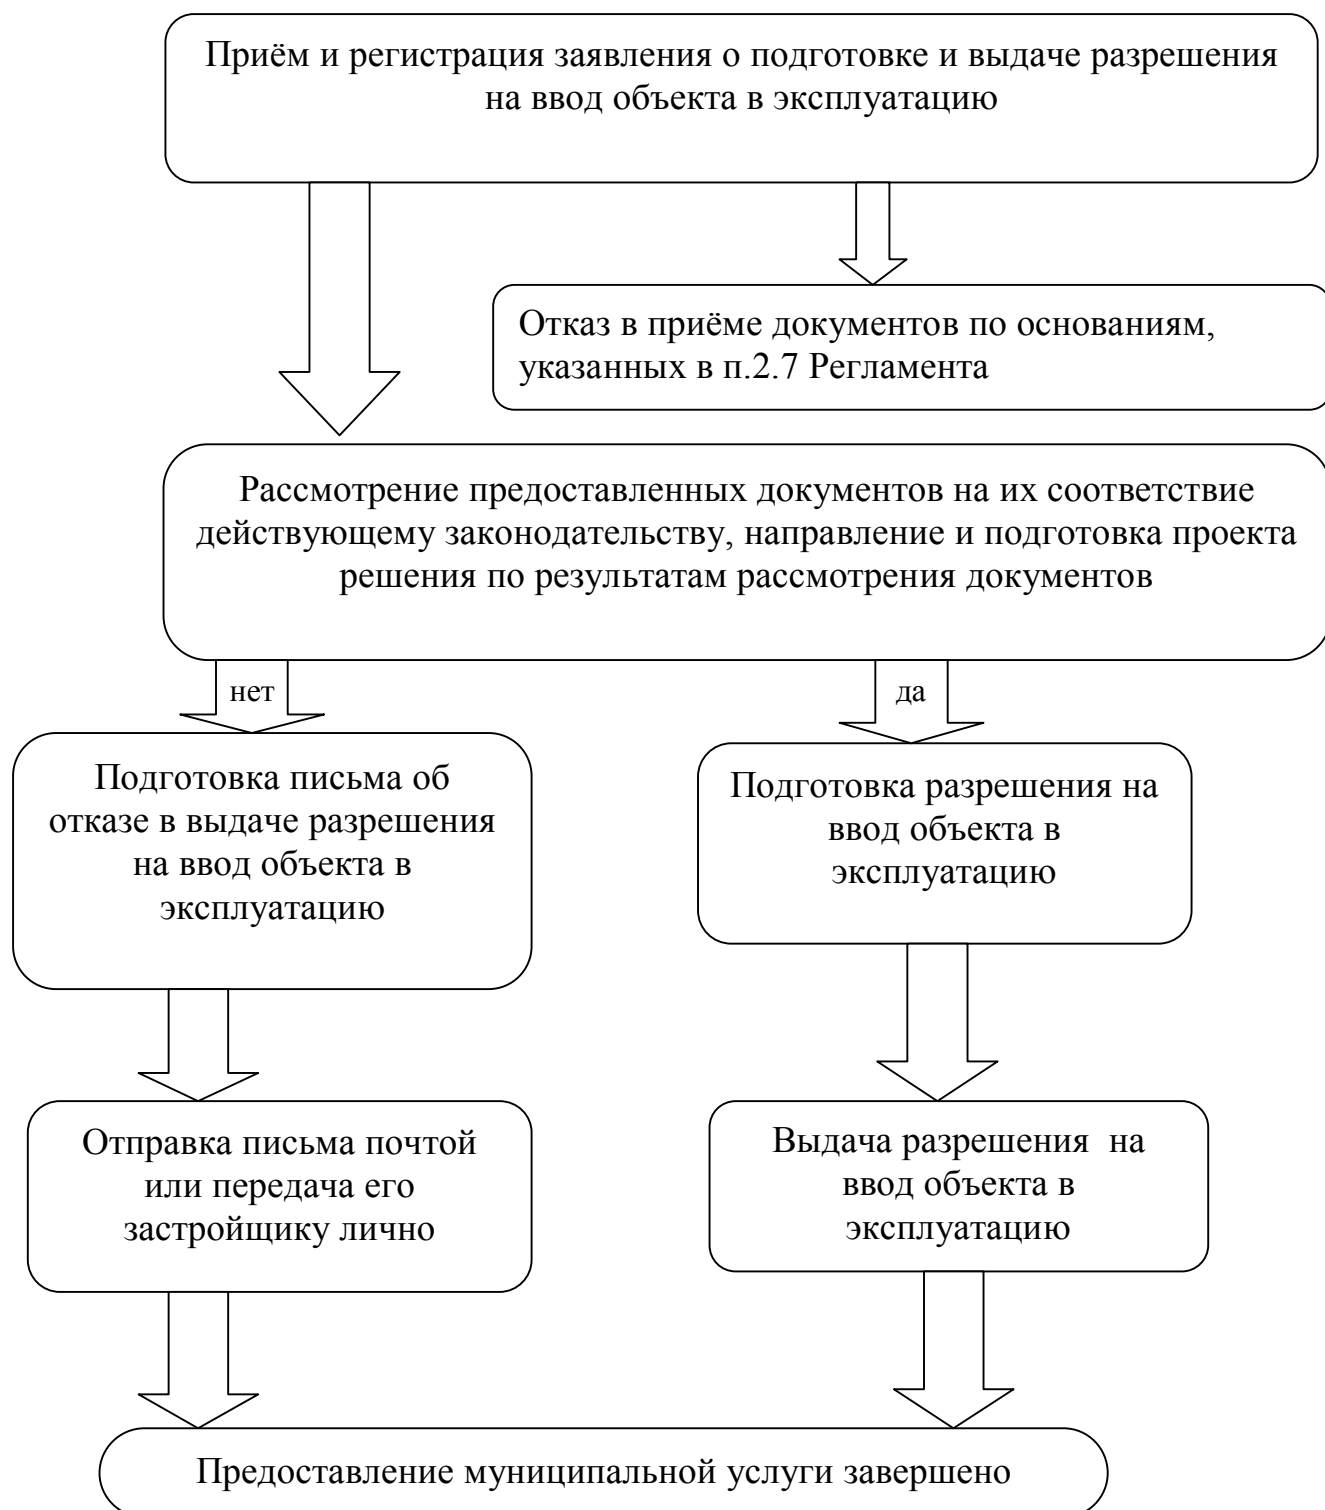 Приём и регистрация заявления о подготовке и выдаче разрешения
на ввод объекта в эксплуатацию
Отказ в приёме документов по основаниям,
указанных в п.2.7 Регламента
Рассмотрение предоставленных документов на их соответствие
действующему законодательству, направление и подготовка проекта
решения по результатам рассмотрения документов
нет
да
Подготовка письма об
отказе в выдаче разрешения
на ввод объекта в
эксплуатацию
Подготовка разрешения на
ввод объекта в
эксплуатацию
Отправка письма почтой
или передача его
застройщику лично
Выдача разрешения  на
ввод объекта в
эксплуатацию
Предоставление муниципальной услуги завершено